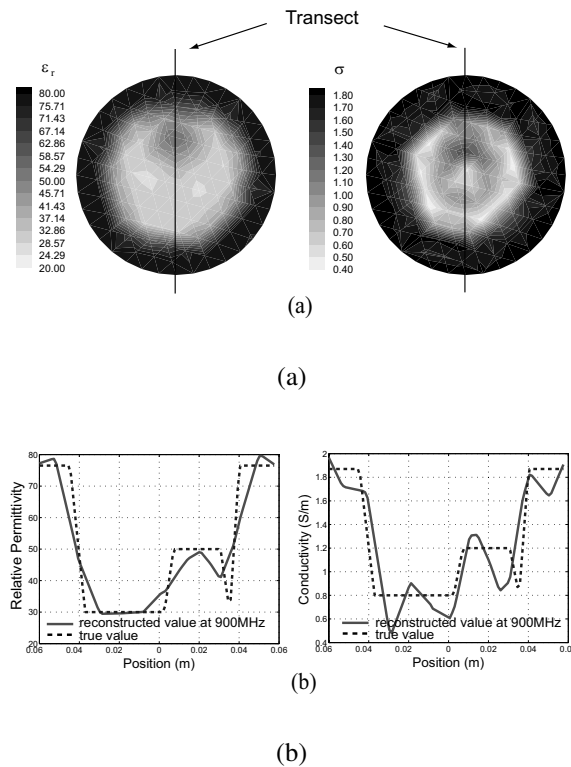 Transect
ε r
σ
80.00
75.71
71.43
67.14
62.86
58.57
54.29
50.00
45.71
41.43
37.14
32.86
28.57
24.29
20.00
1.80
1.70
1.60
1.50
1.40
1.30
1.20
1.10
1.00
0.90
0.80
0.70
0.60
0.50
0.40
(a)
(a)
80
70
60
50
40
30
20
Relative Permittivity
reconstructed value at 900MHz
true value
0.06 0.04 0.02 0 0.02 0.04 0.06
Position (m)
2
1.8
1.6
1.4
1.2
1
0.8
0.6
0.4
Conductivity (S/m)
reconstructed value at 900MHz
true value
0.06 0.04 0.02 0 0.02 0.04 0.0
Position (m)
(b)
(b)